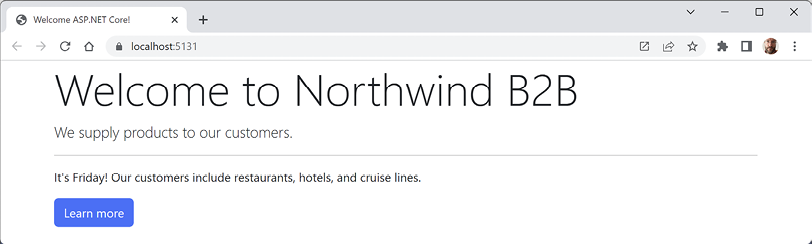 Welcome ASP.NET Core!
localhost:5131
Welcome to Northwind B2B
We supply products to our customers.
It's Friday! Our customers include restaurants, hotels, and cruise lines.
Learn more